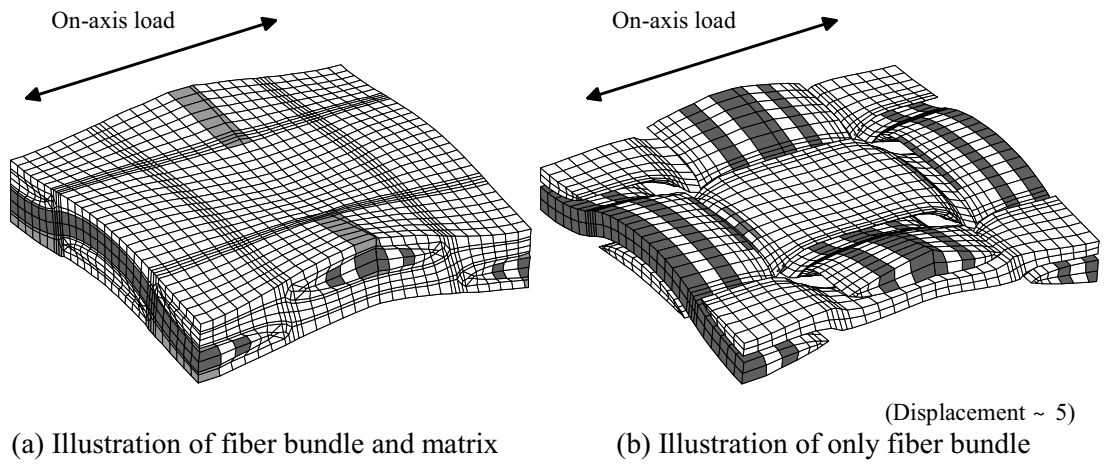 On-axis load
On-axis load
(Displacement ~ 5)
(a) Illustration of fiber bundle and matrix
(b) Illustration of only fiber bundle